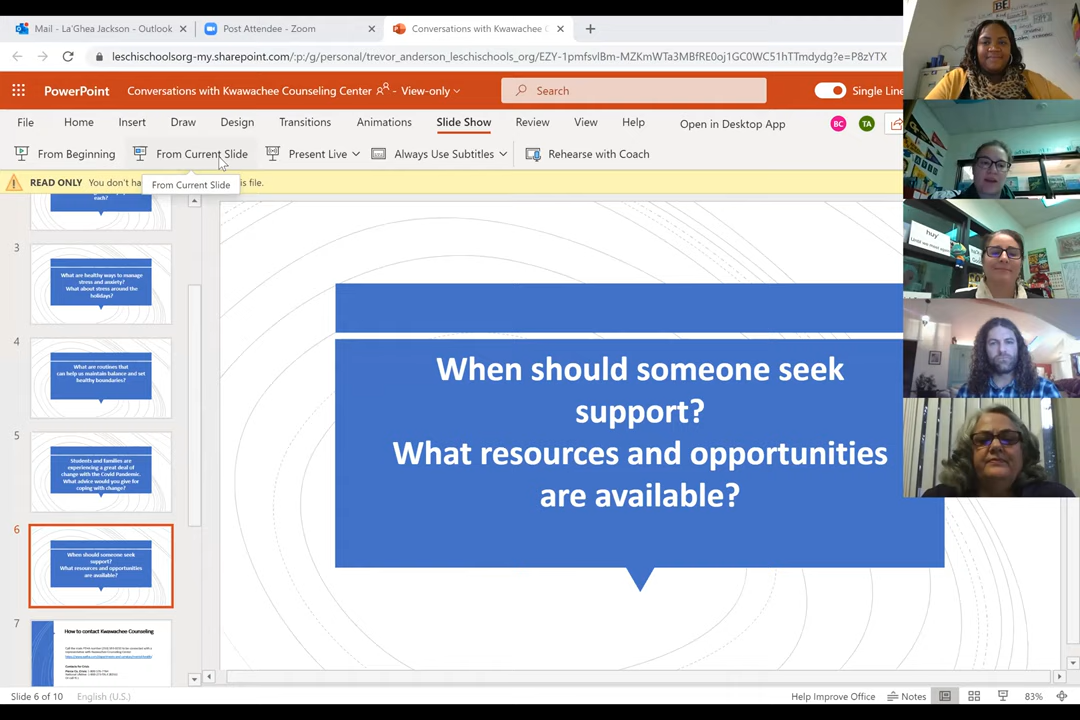 Mail - La'Ghea Jackson - Outlook
Post Attendee - Zoom
Conversations with Kwawachee C
leschischoolsorg-my.sharepoint.com/:p:/g/personal/trevor_anderson_leschischools_org/EZY-1pmfsvlBm-MZKmWTa3MBfRE0oj1GC0WC51hTTmdydg?e=P8zYTX
PowerPoint
Conversations with Kwawachee Counseling Center
- View-only
Search
Single Line
File
Home
Insert
Draw
Design
Transitions
Animations
Slide Show
Review
View
Help
Open in Desktop App
BC
TA
From Beginning
From Current Slide
Present Live
Always Use Subtitles
Rehearse with Coach
READ ONLY You don't ha
is file.
From Current Slide
each?
3
What are healthy ways to manage
stress and anxiety?
What about stress around the
holidays?
4
What are routines that
can help us maintain balance and set
healthy boundaries?
5
Students and families are
experiencing a great deal of
change with the Covid Pandemic.
What advice would you give for
coping with change?
6
When should someone seek
support?
What resources and opportunities
are available?
7
How to contact Kwawachee Counseling
When should someone seek
support?
What resources and opportunities
are available?
BE
huy'
Until we meet again
Slide 6 of 10
English (U.S.)
Help Improve Office
Notes
83%